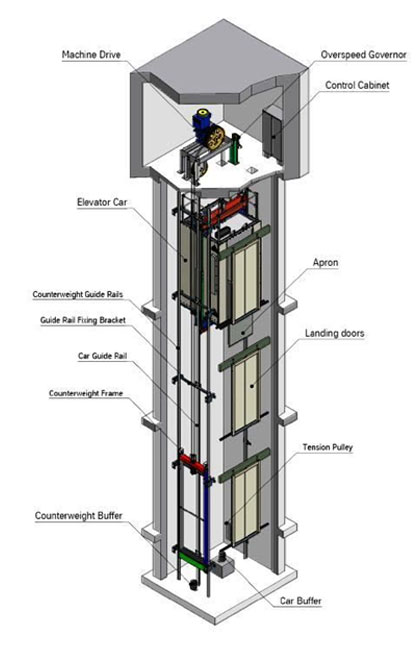 Machine Drive
Overspeed Governor
Control Cabinet
Elevator Car
Apron
Counterweight Guide Rails
Guide Rail Fixing Bracket
Landing doors
Car Guide Rail
Counterweight Frame
Tension Pulley
Counterweight Buffer
Car Buffer